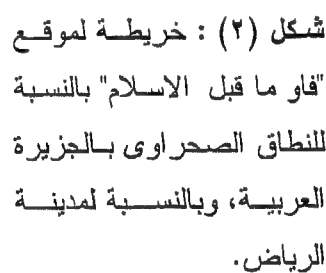 شكل (٢) : خريطة لموقع
"فاو ما قبل الاسلام" بالنسبة
للنطاق الصحراوى بالجزيرة
العربية، وبالنسبة لمدينة
الرياض.